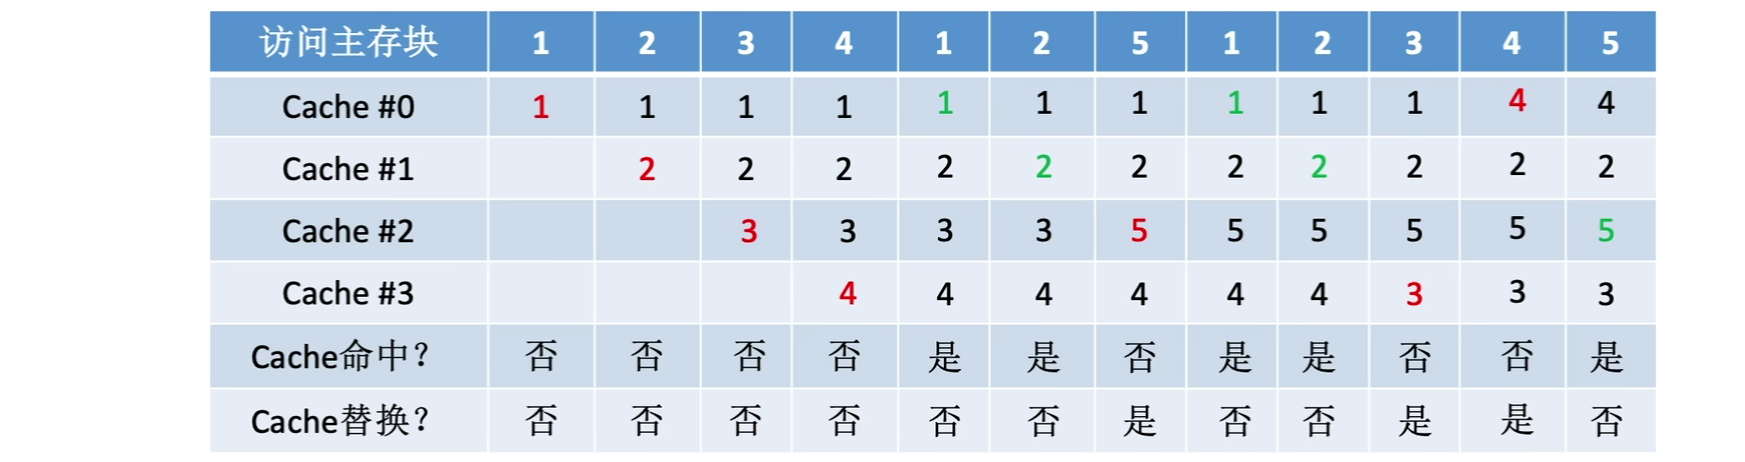 访问主存块 1 2 3 4 1 2 5 1 2 3 4 5
Cache #0 1 1 1 1 1 1 1 1 1 1 4 4
Cache #1 2 2 2 2 2 2 2 2 2 2 2
Cache #2 3 3 3 3 5 5 5 5 5 5
Cache #3 4 4 4 4 4 4 3 3 3
Cache命中? 否 否 否 否 是 是 否 是 是 否 否 是
Cache替换? 否 否 否 否 否 否 是 否 否 是 是 否